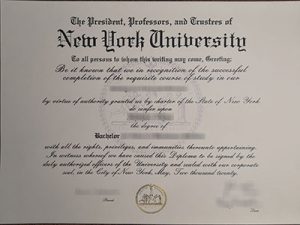 The President, Professors, and Trustees of
New York University
To all persons to whom this writing may come, Greeting:
Be it known that we in recognition of the successful
completion of the requisite course of study in our
by virtue of authority granted us by charter of the State of New York
do confer upon
the degree of
Bachelor
with all the rights, privileges, and immunities thereunto appertaining.
In witness whereof we have caused this Diploma to be signed by the
duly authorized officers of the University and sealed with our corporate
seal, in the City of New York, May, Two thousand twenty.